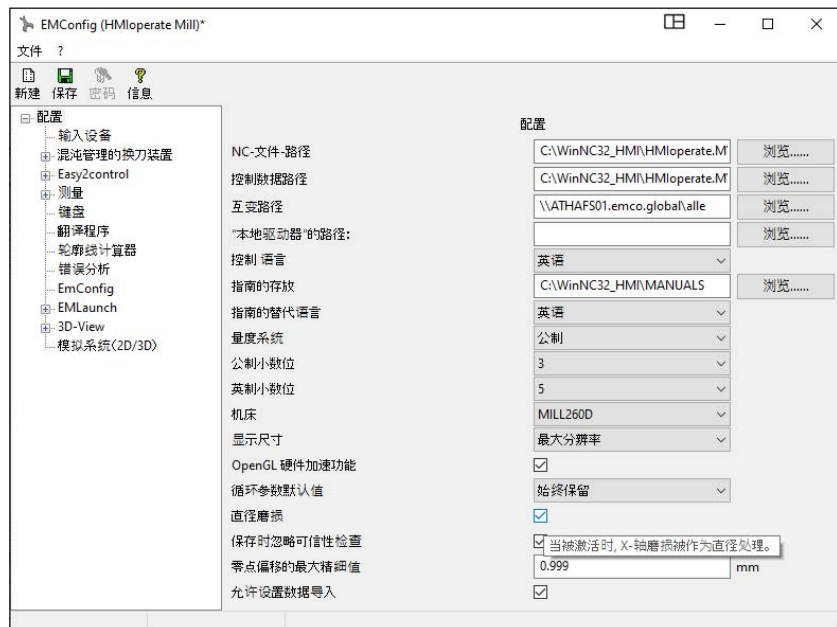 EMConfig (HMIoperate Mill)*
文件 ?
新建 保存 密码 信息
配置
输入设备
混沌管理的换刀装置
Easy2control
测量
键盘
翻译程序
轮廓线计算器
错误分析
EmConfig
EMLaunch
3D-View
模拟系统(2D/3D)
配置
NC-文件-路径 C:\WinNC32_HMI\HMIoperate.M 浏览......
控制数据路径 C:\WinNC32_HMI\HMIoperate.M 浏览......
互变路径 \\ATHAFS01.emco.global\alle 浏览......
"本地驱动器"的路径: 浏览......
控制 语言 英语
指南的存放 C:\WinNC32_HMI\MANUALS 浏览......
指南的替代语言 英语
量度系统 公制
公制小数位 3
英制小数位 5
机床 MILL260D
显示尺寸 最大分辨率
OpenGL 硬件加速功能
循环参数默认值 始终保留
直径磨损
保存时忽略可信性检查 当被激活时, X-轴磨损被作为直径处理。
零点偏移的最大精细值 0.999 mm
允许设置数据导入